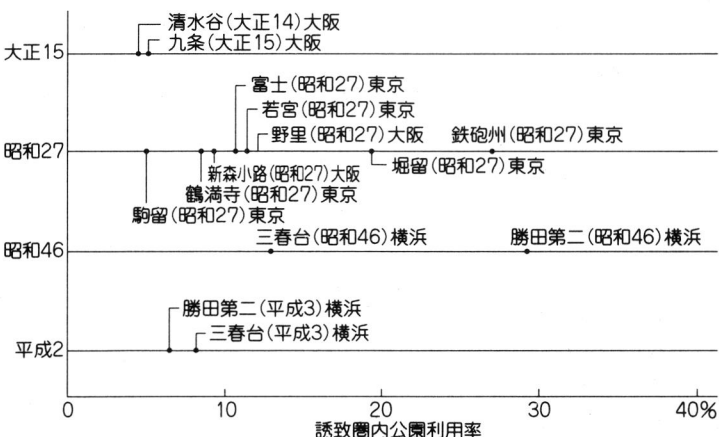 清水谷(大正14)大阪
大正15
九条(大正15)大阪
富士(昭和27)東京
若宮(昭和27)東京
野里(昭和27)大阪
鉄砲州(昭和27)東京
昭和27
新森小路(昭和27)大阪
堀留(昭和27)東京
鶴満寺(昭和27)東京
駒留(昭和27)東京
三春台(昭和46)横浜
勝田第二(昭和46)横浜
昭和46
勝田第二(平成3)横浜
三春台(平成3)横浜
平成2
0 10 20 30 40%
誘致圏内公園利用率